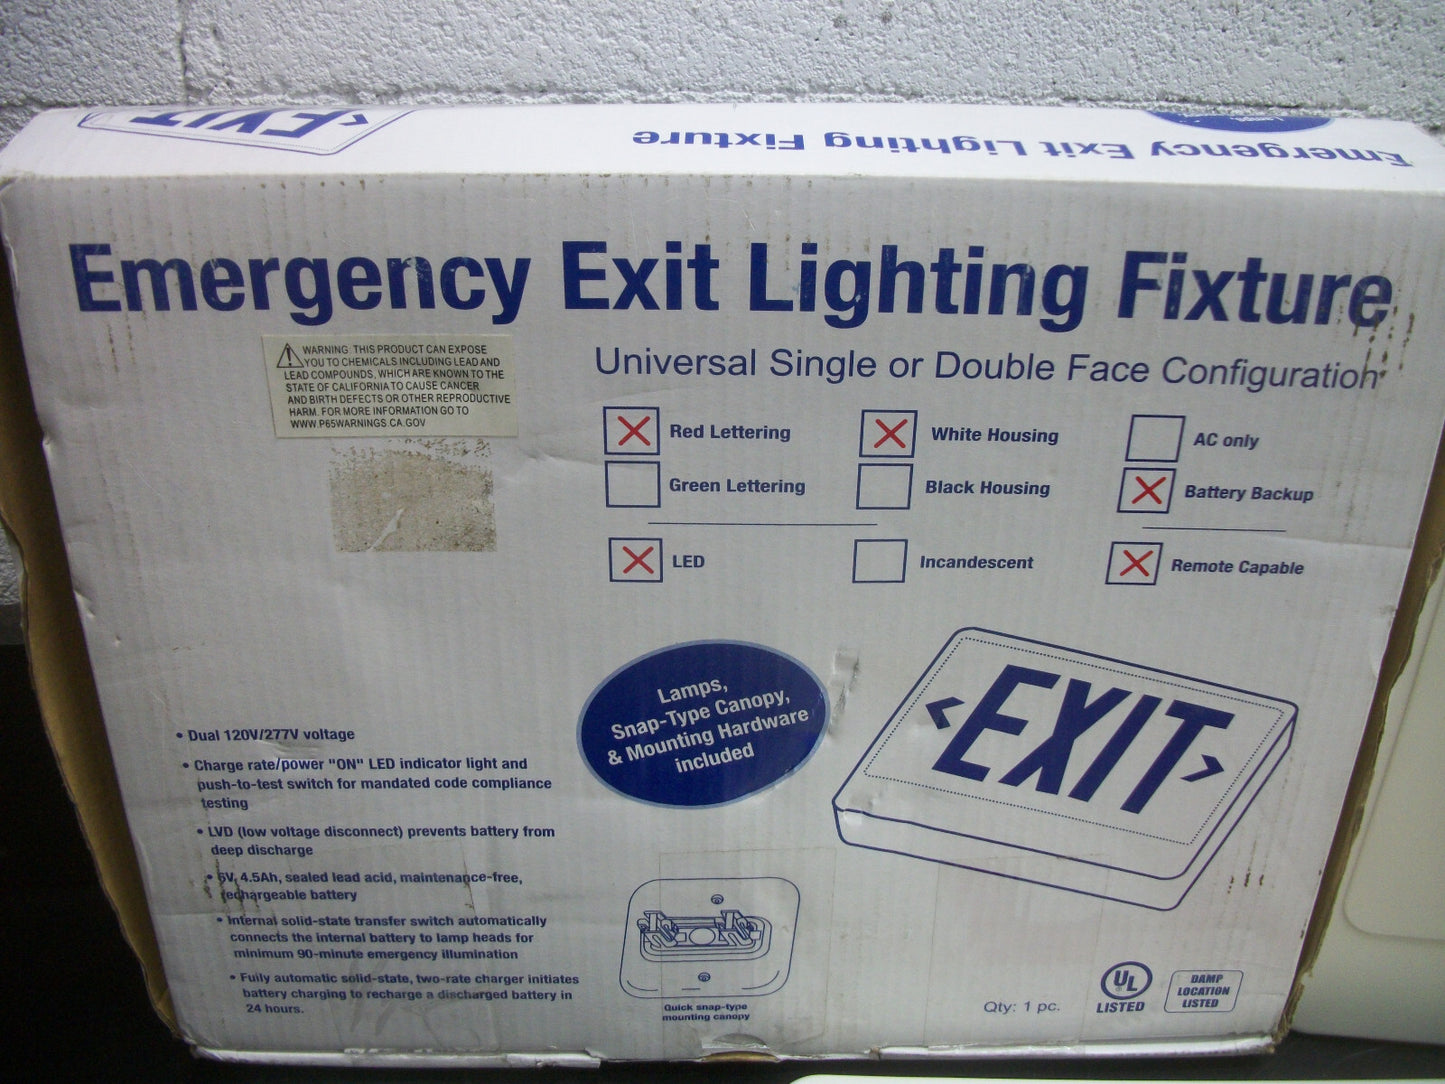 EXIT
Emergency Exit Lighting Fixture
Lamps,
Emergency Exit Lighting Fixture
Universal Single or Double Face Configuration
WARNING: THIS PRODUCT CAN EXPOSE
YOU TO CHEMICALS INCLUDING LEAD AND
LEAD COMPOUNDS, WHICH ARE KNOWN TO THE
STATE OF CALIFORNIA TO CAUSE CANCER
AND BIRTH DEFECTS OR OTHER REPRODUCTIVE
HARM. FOR MORE INFORMATION GO TO
WWW.P65WARNINGS.CA.GOV
Red Lettering
White Housing
AC only
Green Lettering
Black Housing
Battery Backup
LED
Incandescent
Remote Capable
Lamps,
Snap-Type Canopy,
& Mounting Hardware
included
<EXIT>
• Dual 120V/277V voltage
• Charge rate/power "ON" LED indicator light and
push-to-test switch for mandated code compliance
testing
• LVD (low voltage disconnect) prevents battery from
deep discharge
• 6V, 4.5Ah, sealed lead acid, maintenance-free,
rechargeable battery
• Internal solid-state transfer switch automatically
connects the internal battery to lamp heads for
minimum 90-minute emergency illumination
• Fully automatic solid-state, two-rate charger initiates
battery charging to recharge a discharged battery in
24 hours.
Quick snap-type
mounting canopy
Qty: 1 pc.
UL
LISTED
DAMP
LOCATION
LISTED